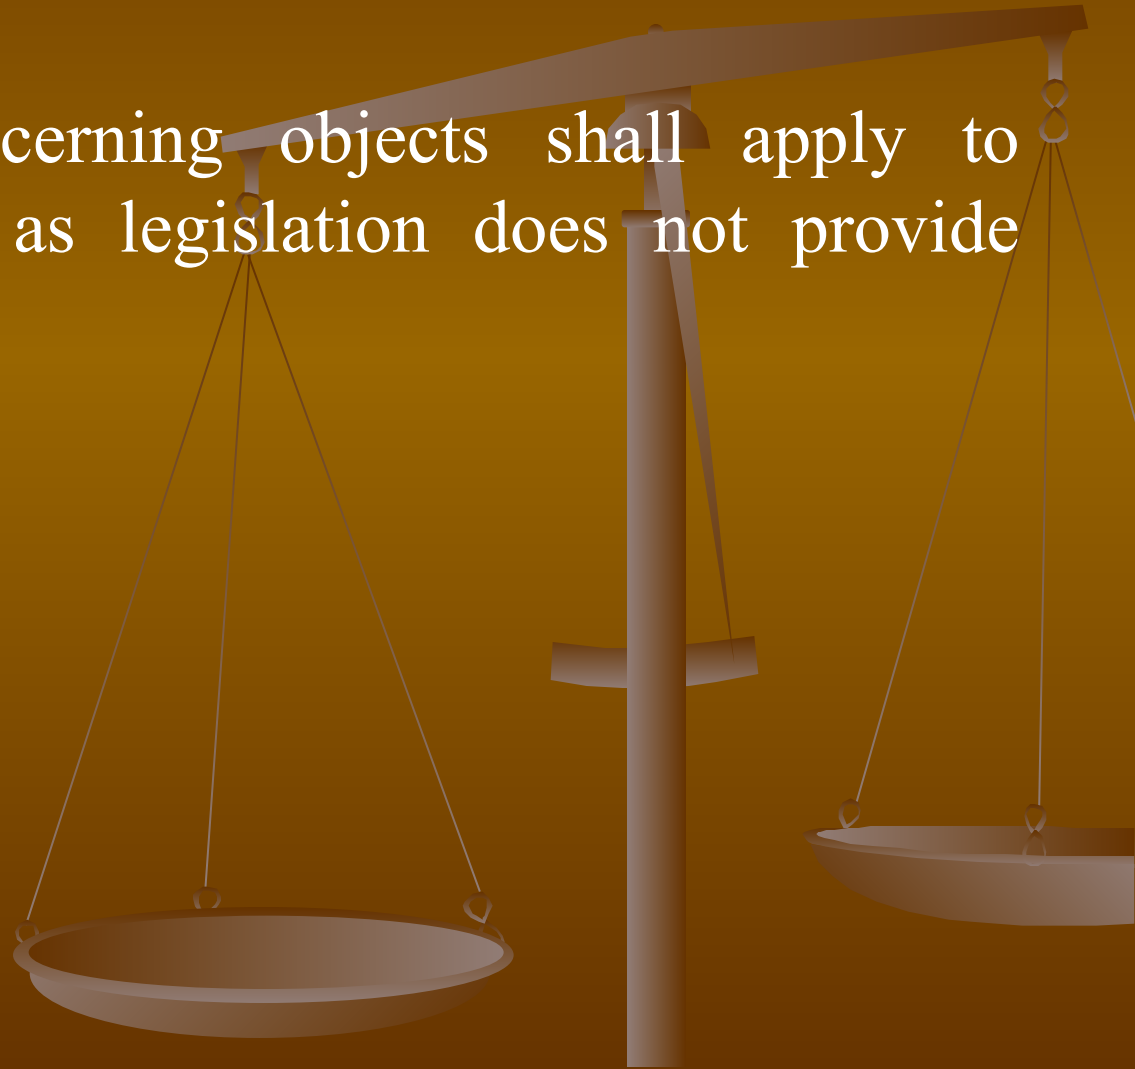 cerning objects shall apply to
as legislation does not provide